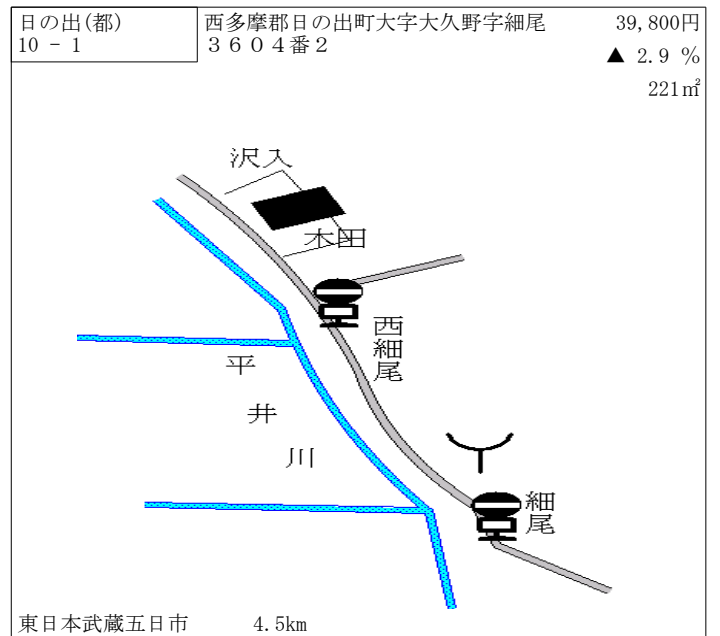 日の出(都)
10 - 1
西多摩郡日の出町大字大久野字細尾
３６０４番２
39,800円
▲ 2.9 %
221㎡
沢入
木田
西細尾
平井川
細尾
東日本武蔵五日市 4.5km